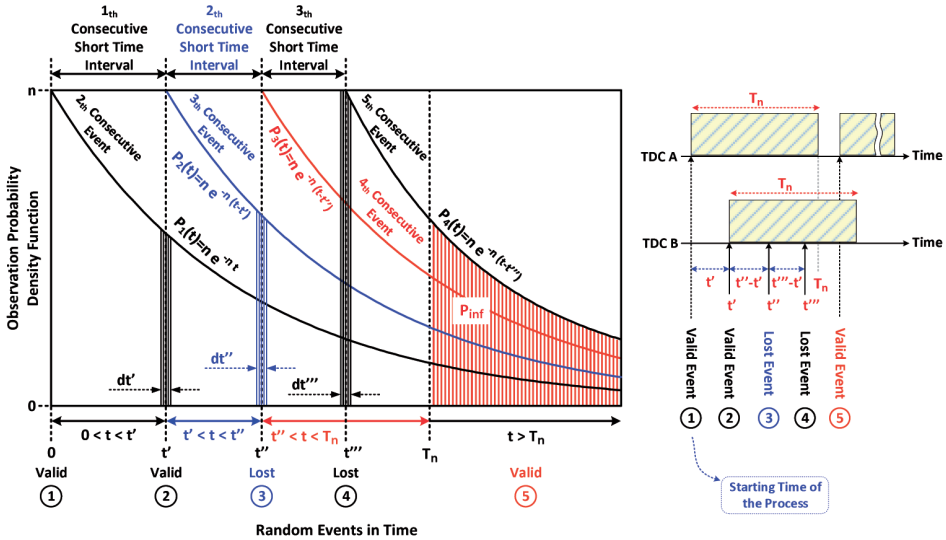 1th
Consecutive
Short Time
Interval
2th
Consecutive
Short Time
Interval
3th
Consecutive
Short Time
Interval
n
0
Observation Probability
Density Function
2th Consecutive
Event
P1(t)=n e -n t
3th Consecutive
Event
P2(t)=n e -n (t-t')
P3(t)=n e -n (t-t'')
4th Consecutive
Event
5th Consecutive
Event
P4(t)=n e -n (t-t''')
Pinf
dt'
dt''
dt'''
0 < t < t'
t' < t < t''
t'' < t < Tn
t > Tn
0
t'
t''
t'''
Tn
Valid
Valid
Lost
Lost
Valid
1
2
3
4
5
Random Events in Time
Tn
TDC A
Time
Tn
TDC B
Time
t'
t''-t'
t'''-t'
Tn
t'
t''
t'''
Valid Event
Valid Event
Lost Event
Lost Event
Valid Event
1
2
3
4
5
Starting Time of
the Process